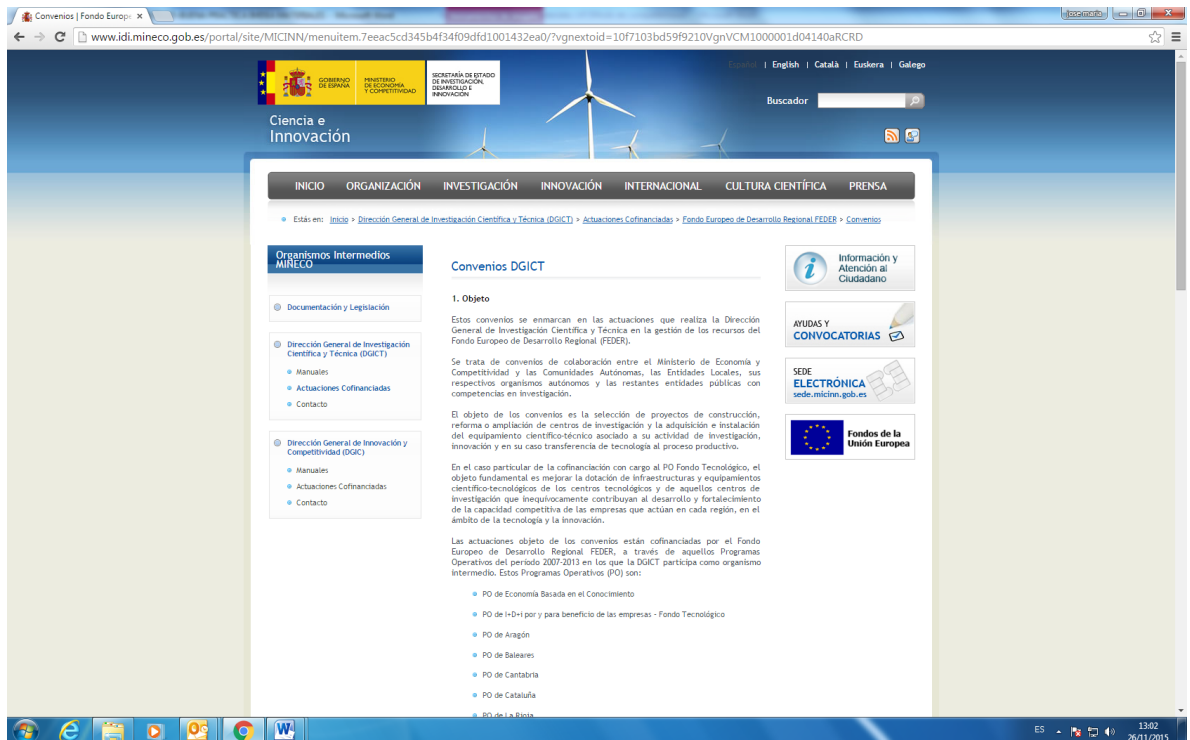 Convenios | Fondo Europe
jose maría
www.idi.mineco.gob.es/portal/site/MICINN/menuitem.7eeac5cd345b4f34f09dfd1001432ea0/?vgnextoid=10f7103bd59f9210VgnVCM1000001d04140aRCRD
Español | English | Català | Euskera | Galego
GOBIERNO
DE ESPAÑA
MINISTERIO
DE ECONOMÍA
Y COMPETITIVIDAD
SECRETARÍA DE ESTADO
DE INVESTIGACIÓN,
DESARROLLO E
INNOVACIÓN
Buscador
Ciencia e
Innovación
INICIO ORGANIZACIÓN INVESTIGACIÓN INNOVACIÓN INTERNACIONAL CULTURA CIENTÍFICA PRENSA
Estás en: Inicio > Dirección General de Investigación Científica y Técnica (DGICT) > Actuaciones Cofinanciadas > Fondo Europeo de Desarrollo Regional FEDER > Convenios
Organismos Intermedios
MINECO
Documentación y Legislación
Dirección General de Investigación
Científica y Técnica (DGICT)
Manuales
Actuaciones Cofinanciadas
Contacto
Dirección General de Innovación y
Competitividad (DGIC)
Manuales
Actuaciones Cofinanciadas
Contacto
Convenios DGICT
1. Objeto
Estos convenios se enmarcan en las actuaciones que realiza la Dirección
General de Investigación Científica y Técnica en la gestión de los recursos del
Fondo Europeo de Desarrollo Regional (FEDER).
Se trata de convenios de colaboración entre el Ministerio de Economía y
Competitividad y las Comunidades Autónomas, las Entidades Locales, sus
respectivos organismos autónomos y las restantes entidades públicas con
competencias en investigación.
El objeto de los convenios es la selección de proyectos de construcción,
reforma o ampliación de centros de investigación y la adquisición e instalación
del equipamiento científico-técnico asociado a su actividad de investigación,
innovación y en su caso transferencia de tecnología al proceso productivo.
En el caso particular de la cofinanciación con cargo al PO Fondo Tecnológico, el
objeto fundamental es mejorar la dotación de infraestructuras y equipamientos
científico-tecnológicos de los centros tecnológicos y de aquellos centros de
investigación que inequívocamente contribuyan al desarrollo y fortalecimiento
de la capacidad competitiva de las empresas que actúan en cada región, en el
ámbito de la tecnología y la innovación.
Las actuaciones objeto de los convenios están cofinanciadas por el Fondo
Europeo de Desarrollo Regional FEDER, a través de aquellos Programas
Operativos del periodo 2007-2013 en los que la DGICT participa como organismo
intermedio. Estos Programas Operativos (PO) son:
PO de Economía Basada en el Conocimiento
PO de I+D+i por y para beneficio de las empresas - Fondo Tecnológico
PO de Aragón
PO de Baleares
PO de Cantabria
PO de Cataluña
PO de La Rioja
Información y
Atención al
Ciudadano
AYUDAS Y
CONVOCATORIAS
SEDE
ELECTRÓNICA
sede.micinn.gob.es
Fondos de la
Unión Europea
ES
13:02
26/11/2015